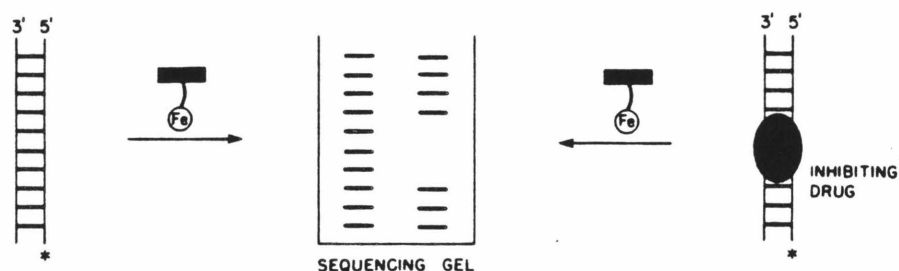 3' 5'
Fe
*
SEQUENCING GEL
Fe
3' 5'
INHIBITING
DRUG
*